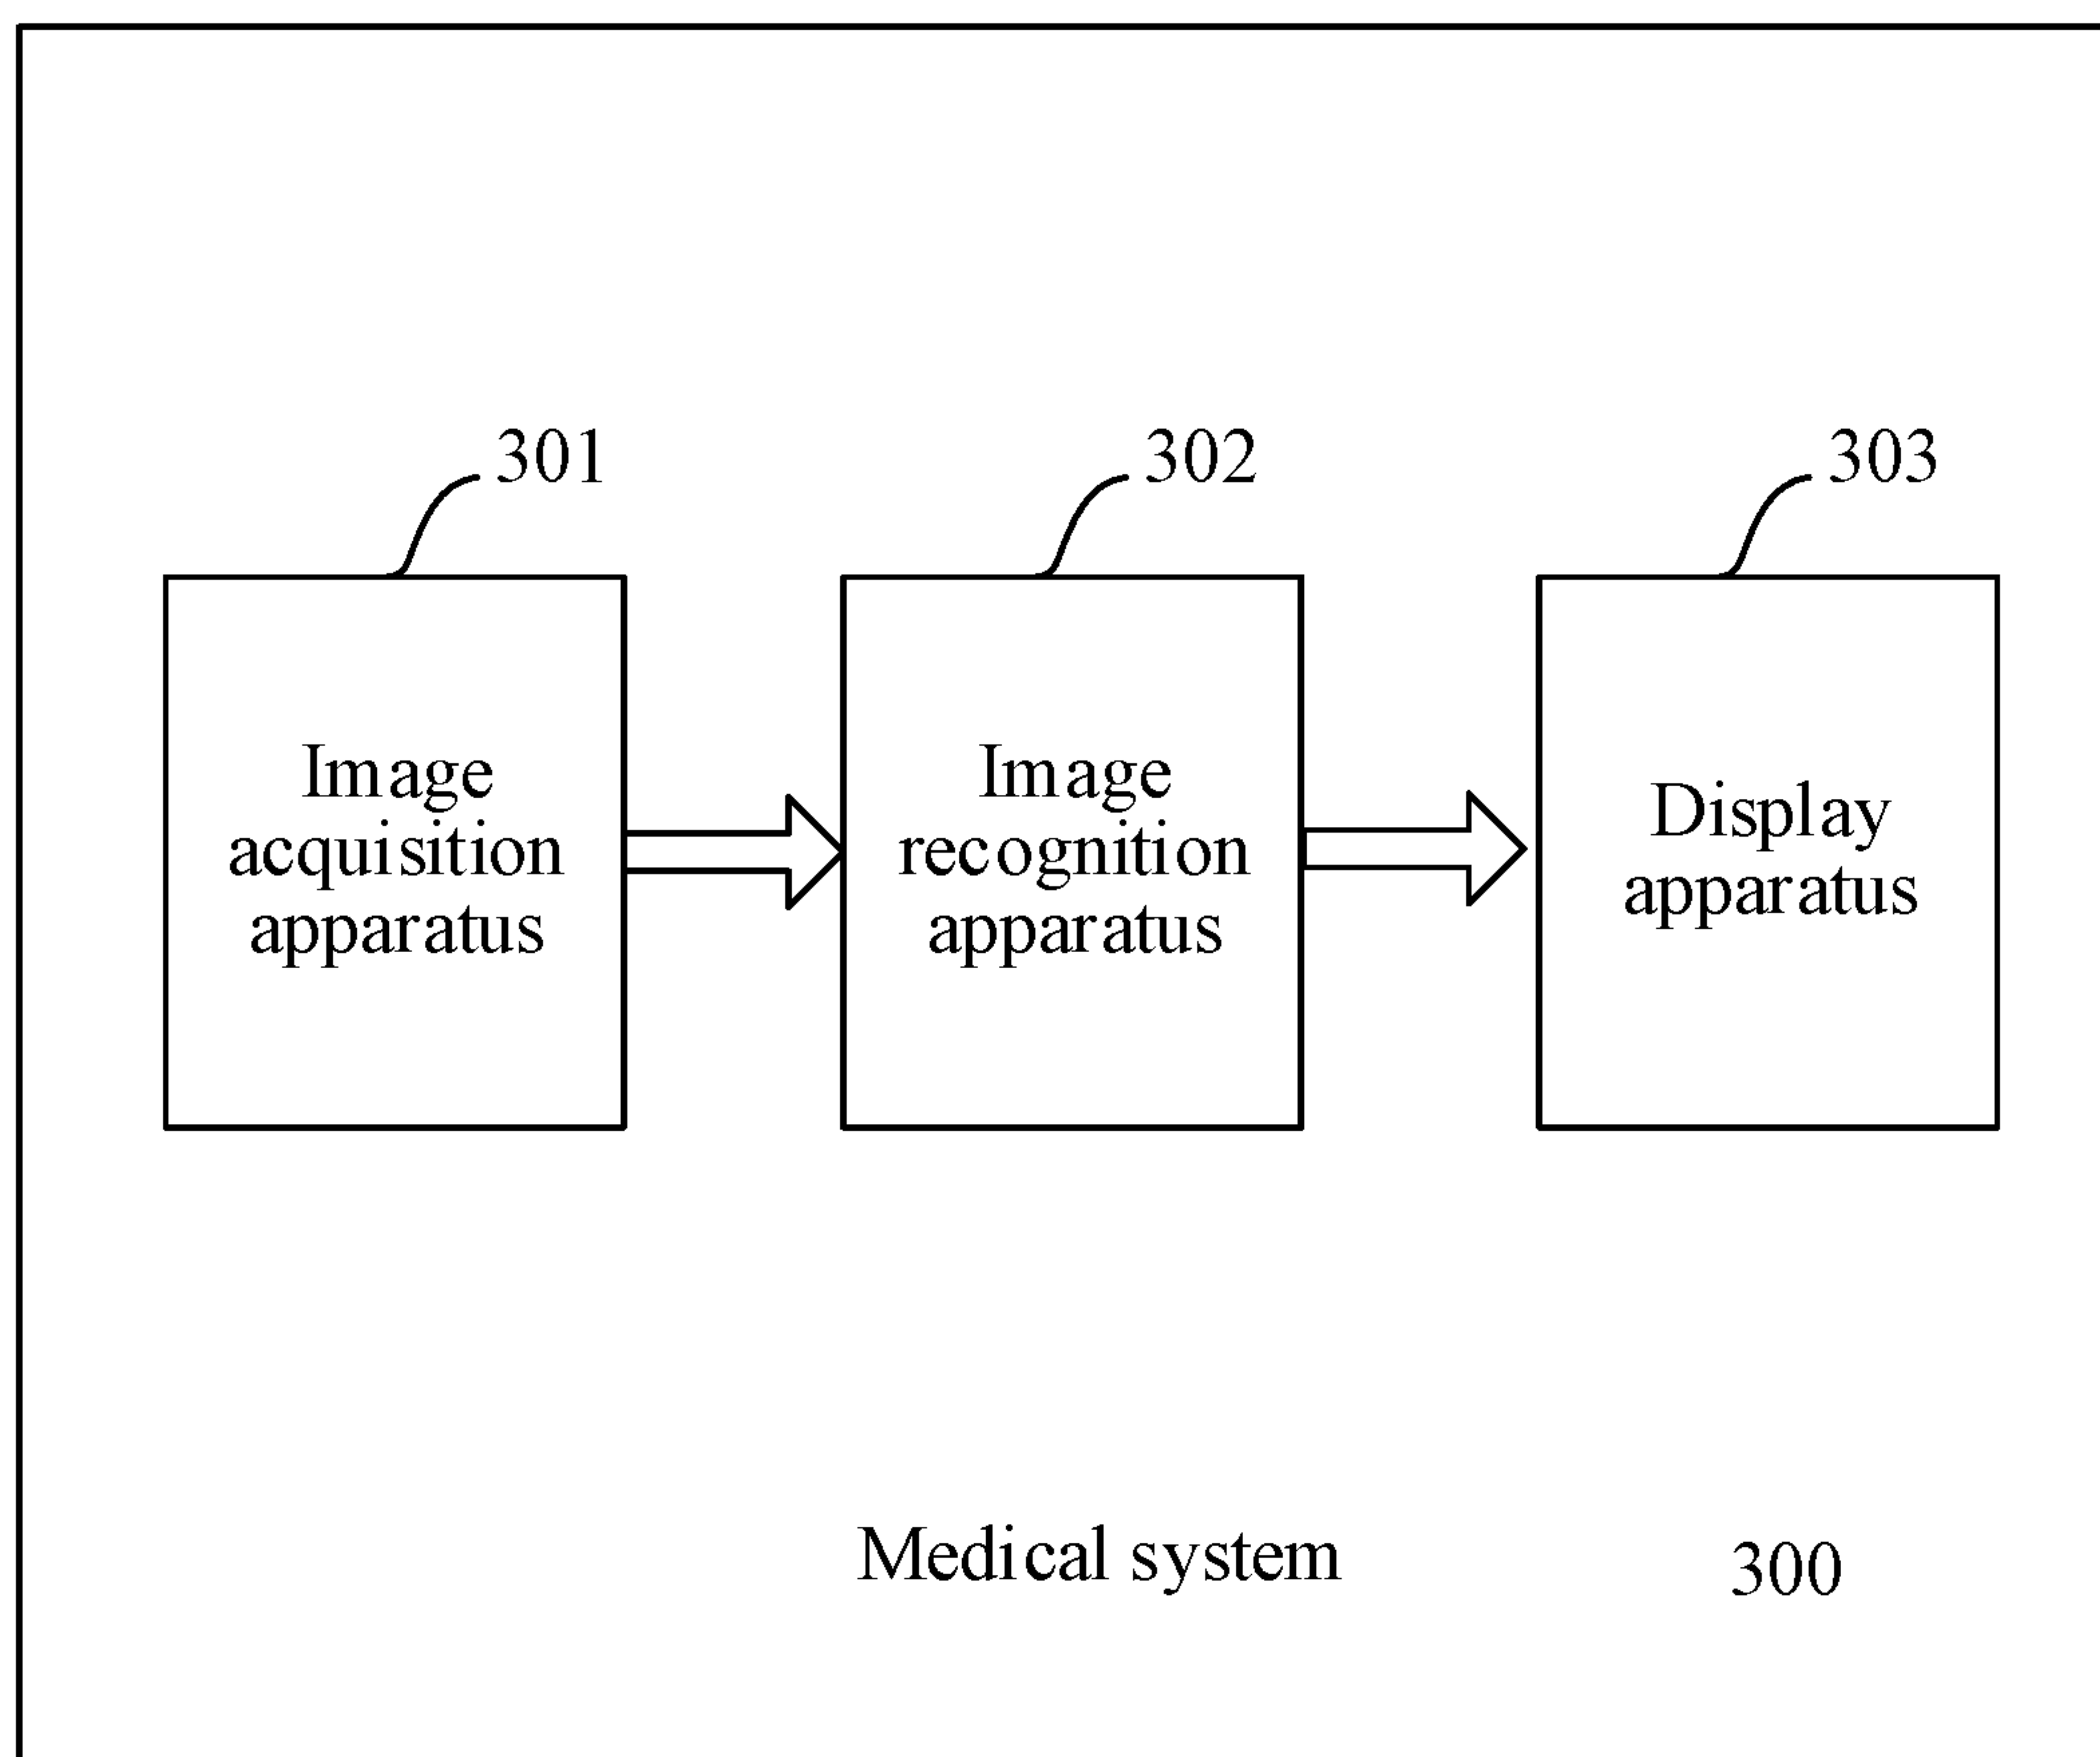 301
302
303
Image
acquisition
apparatus
Image
recognition
apparatus
Display
apparatus
Medical system
300